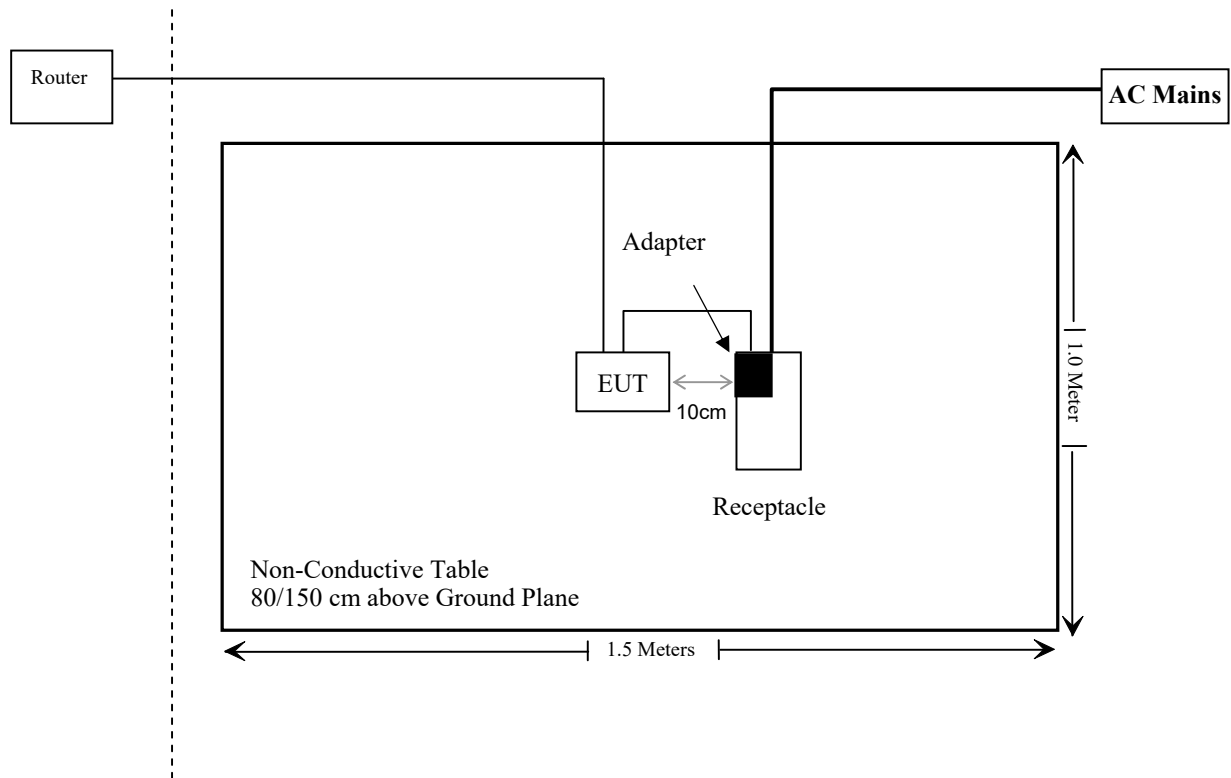 Router
AC Mains
Adapter
EUT
10cm
1.0 Meter
Receptacle
Non-Conductive Table
80/150 cm above Ground Plane
1.5 Meters